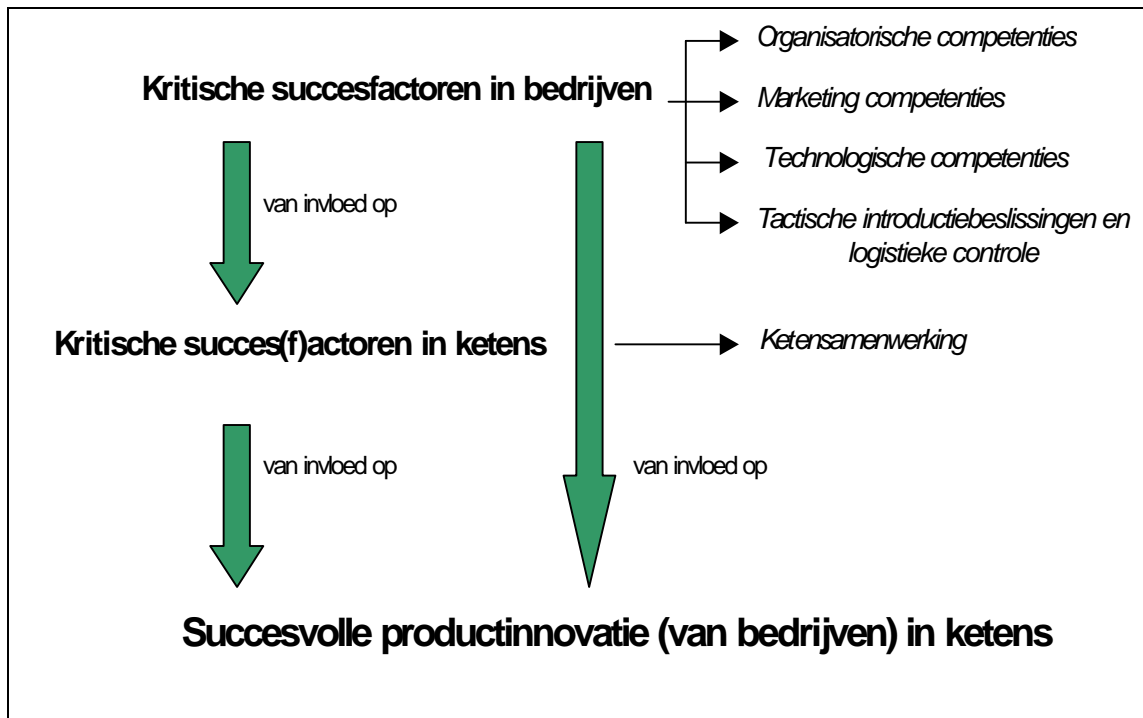 Organisatorische competenties
Kritische succesfactoren in bedrijven
Marketing competenties
Technologische competenties
van invloed op
Tactische introductiebeslissingen en
logistieke controle
Kritische succes(f)actoren in ketens
Ketensamenwerking
van invloed op
van invloed op
Succesvolle productinnovatie (van bedrijven) in ketens